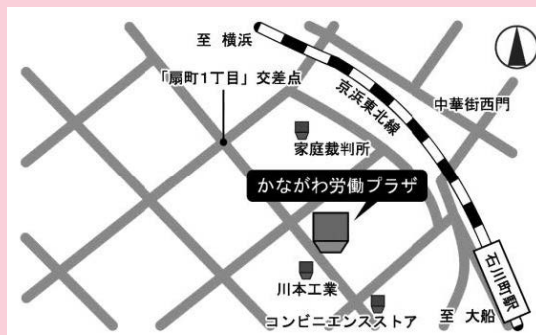 至 横浜
「扇町1丁目」交差点
京浜東北線
中華街西門
家庭裁判所
かながわ労働プラザ
川本工業
コンビニエンスストア
石川町駅
至 大船